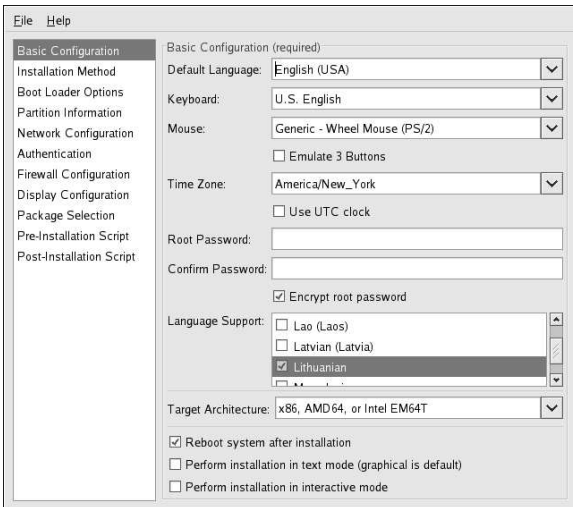 File Help
Basic Configuration
Installation Method
Boot Loader Options
Partition Information
Network Configuration
Authentication
Firewall Configuration
Display Configuration
Package Selection
Pre-Installation Script
Post-Installation Script
Basic Configuration (required)
Default Language: English (USA)
Keyboard: U.S. English
Mouse: Generic - Wheel Mouse (PS/2)
Emulate 3 Buttons
Time Zone: America/New_York
Use UTC clock
Root Password:
Confirm Password:
Encrypt root password
Language Support: Lao (Laos)
Latvian (Latvia)
Lithuanian
Target Architecture: x86, AMD64, or Intel EM64T
Reboot system after installation
Perform installation in text mode (graphical is default)
Perform installation in interactive mode